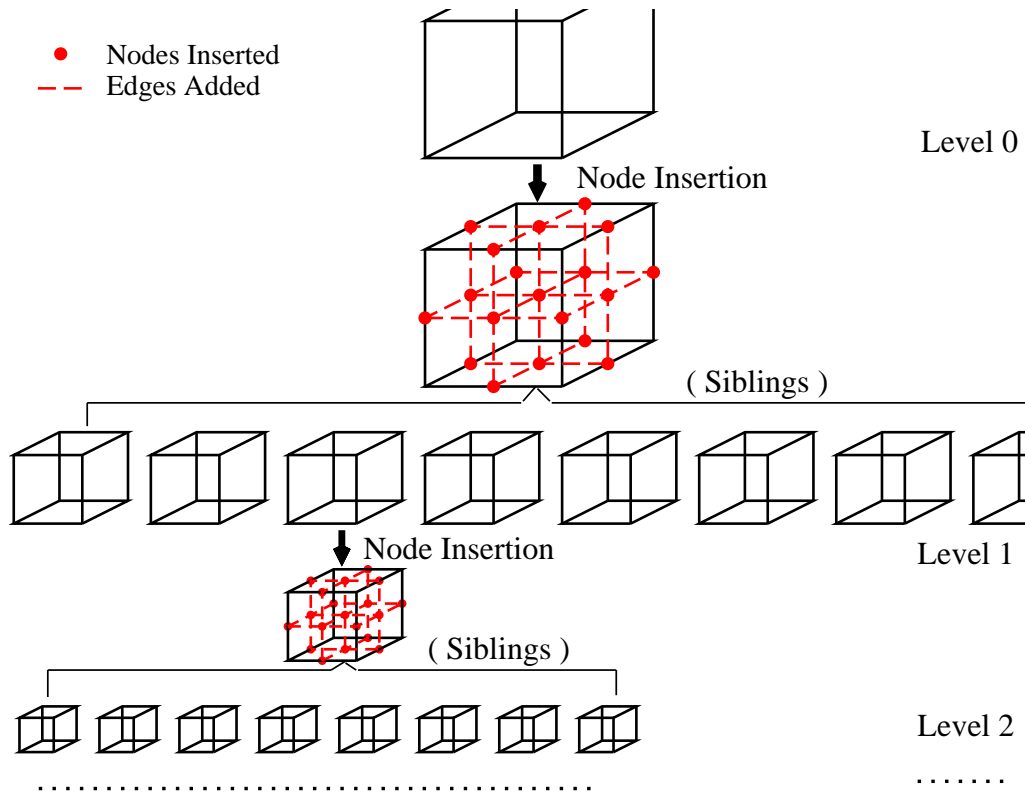 Nodes Inserted
Edges Added
Level 0
Node Insertion
( Siblings )
Node Insertion
Level 1
( Siblings )
Level 2